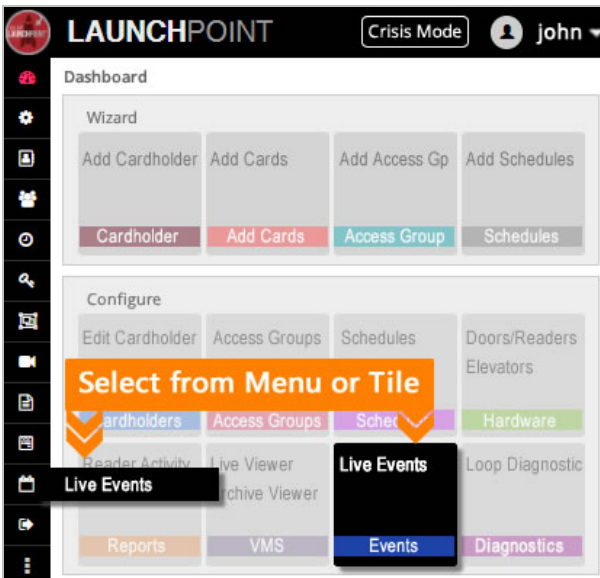 LAUNCHPOINT
LAUNCHPOINT
Crisis Mode
john
Dashboard
Wizard
Add Cardholder
Add Cards
Add Access Gp
Add Schedules
Cardholder
Add Cards
Access Group
Schedules
Configure
Edit Cardholder
Access Groups
Schedules
Doors/Readers
Elevators
Select from Menu or Tile
ardholders
Access Groups
Sched
Hardware
Reader Activity
Live Viewer
rchive Viewer
Live Events
Loop Diagnostic
Live Events
Reports
VMS
Events
Diagnostics